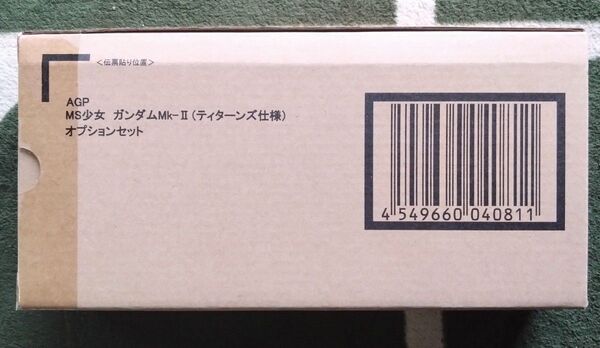 ＜伝票貼り位置＞
AGP
MS少女　ガンダムMk-Ⅱ（ティターンズ仕様）
オプションセット
4 549660 040811